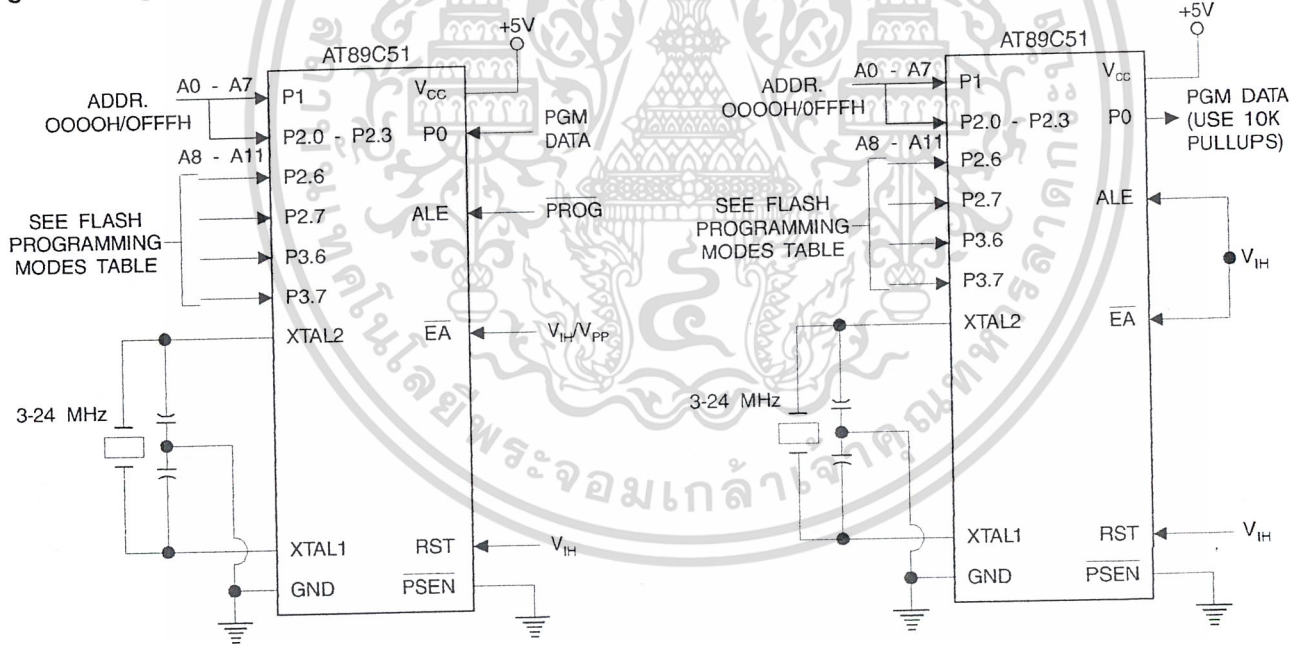 +5V
AT89C51
A0 - A7
ADDR.
OOOOH/OFFFH
P1
VCC
P2.0 - P2.3
P0
PGM
DATA
A8 - A11
P2.6
SEE FLASH
PROGRAMMING
MODES TABLE
P2.7
ALE
PROG
P3.6
P3.7
XTAL2
EA
VIH/VPP
3-24 MHz
XTAL1
RST
VIH
GND
PSEN
+5V
AT89C51
A0 - A7
ADDR.
OOOOH/0FFFH
P1
VCC
P2.0 - P2.3
P0
PGM DATA
(USE 10K
PULLUPS)
A8 - A11
P2.6
SEE FLASH
PROGRAMMING
MODES TABLE
P2.7
ALE
P3.6
VIH
P3.7
XTAL2
EA
3-24 MHz
XTAL1
RST
VIH
GND
PSEN